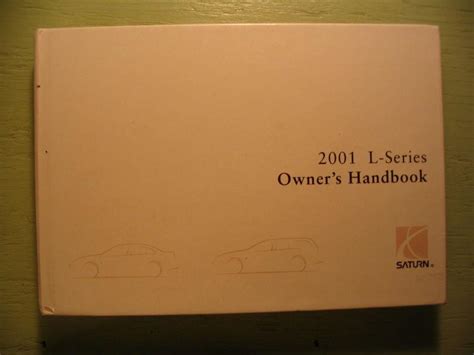 2001 L-Series
Owner's Handbook
SATURN®